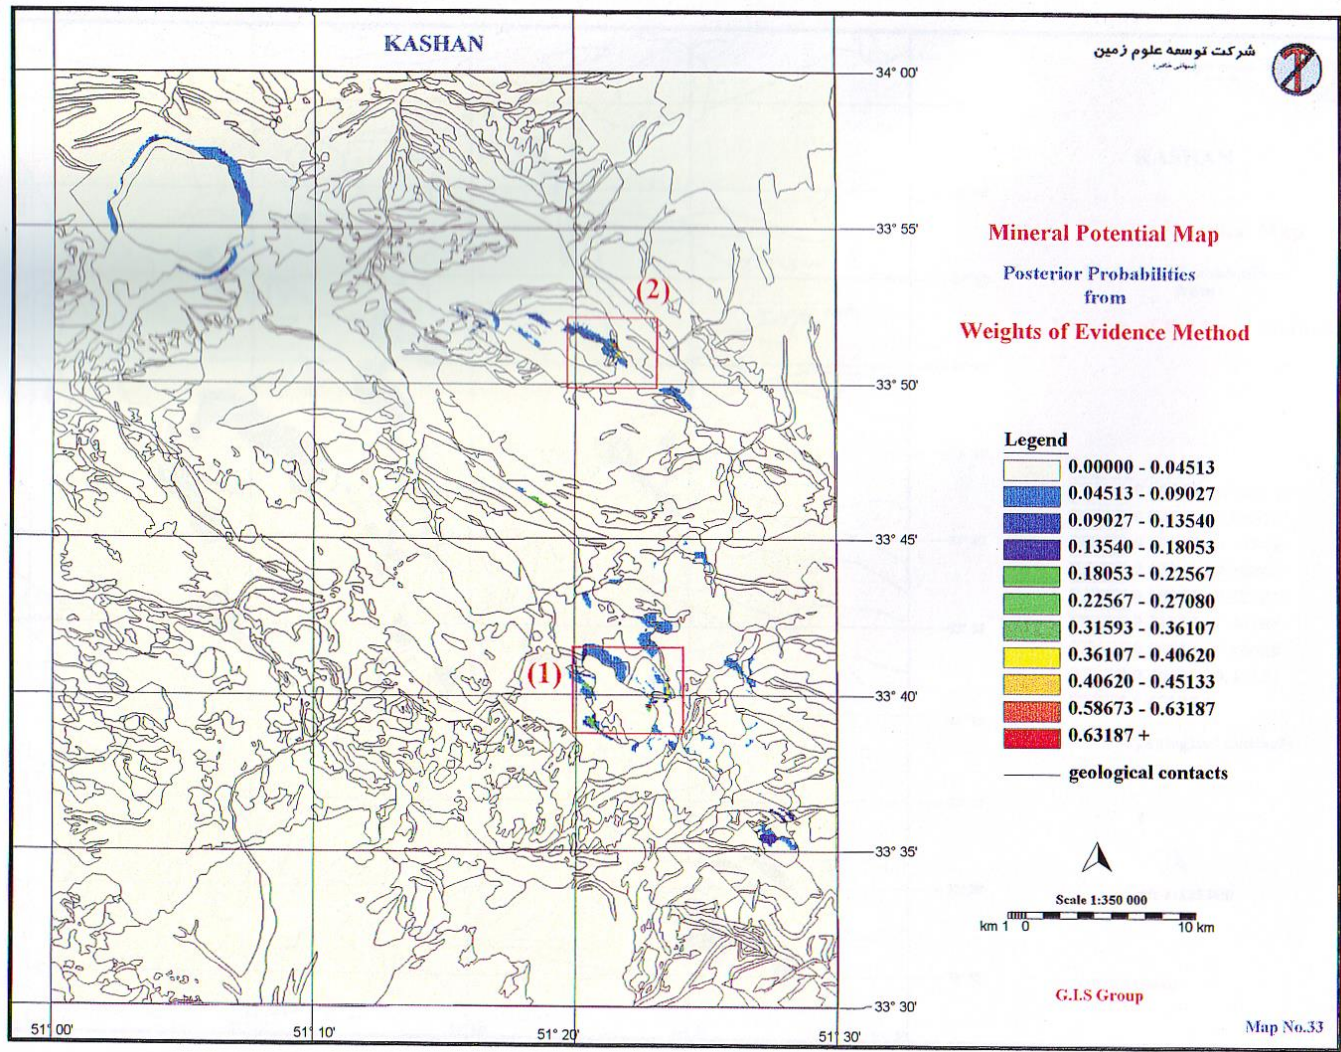 KASHAN
شرکت توسعه علوم زمین
(سهامی خاص)
34° 00'
33° 55'
33° 50'
33° 45'
33° 40'
33° 35'
33° 30'
51° 00'
51° 10'
51° 20'
51° 30'
(2)
(1)
Mineral Potential Map
Posterior Probabilities
from
Weights of Evidence Method
Legend
0.00000 - 0.04513
0.04513 - 0.09027
0.09027 - 0.13540
0.13540 - 0.18053
0.18053 - 0.22567
0.22567 - 0.27080
0.31593 - 0.36107
0.36107 - 0.40620
0.40620 - 0.45133
0.58673 - 0.63187
0.63187 +
geological contacts
Scale 1:350 000
km 1 0 10 km
G.I.S Group
Map No.33